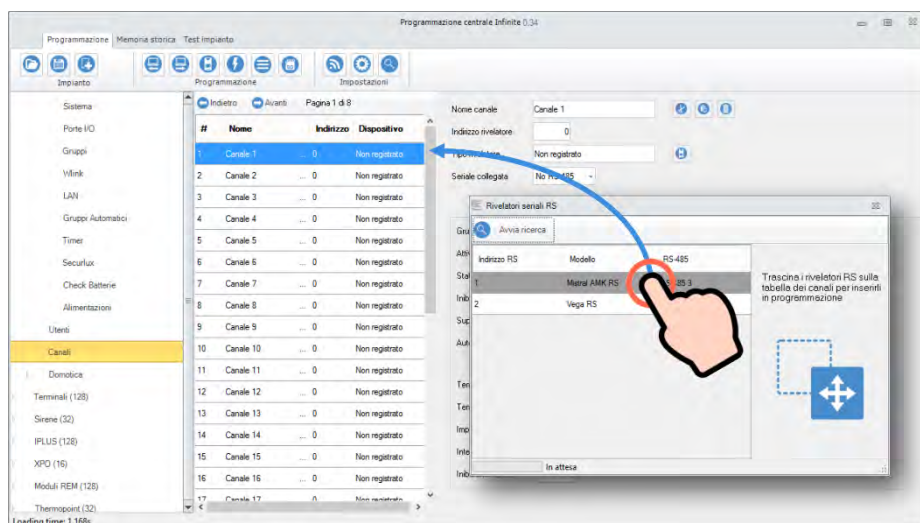 Programmazione centrale Infinite 0.34
Programmazione Memoria storica Test impianto
Impianto Programmazione Impostazioni
Sistema
Porte I/O
Gruppi
Wlink
LAN
Gruppi Automatici
Timer
Securlux
Check Batterie
Alimentazioni
Utenti
Canali
Domotica
Terminali (128)
Sirene (32)
IPLUS (128)
XPO (16)
Moduli REM (128)
Thermopoint (32)
Loading time: 1.168s
Indietro Avanti Pagina 1 di 8
# Nome Indirizzo Dispositivo
1 Canale 1 ... 0 Non registrato
2 Canale 2 ... 0 Non registrato
3 Canale 3 ... 0 Non registrato
4 Canale 4 ... 0 Non registrato
5 Canale 5 ... 0 Non registrato
6 Canale 6 ... 0 Non registrato
7 Canale 7 ... 0 Non registrato
8 Canale 8 ... 0 Non registrato
9 Canale 9 ... 0 Non registrato
10 Canale 10 ... 0 Non registrato
11 Canale 11 ... 0 Non registrato
12 Canale 12 ... 0 Non registrato
13 Canale 13 ... 0 Non registrato
14 Canale 14 ... 0 Non registrato
15 Canale 15 ... 0 Non registrato
16 Canale 16 ... 0 Non registrato
17 Canale 17 0 Non registrato
Nome canale Canale 1
Indirizzo rivelatore 0
Non registrato
Seriale collegata No RS-485
Rivelatori seriali RS
Avvia ricerca
Indirizzo RS Modello RS-485
1 Mistral AMK RS
2 Vega RS
Trascina i rivelatori RS sulla
tabella dei canali per inserirli
in programmazione
In attesa